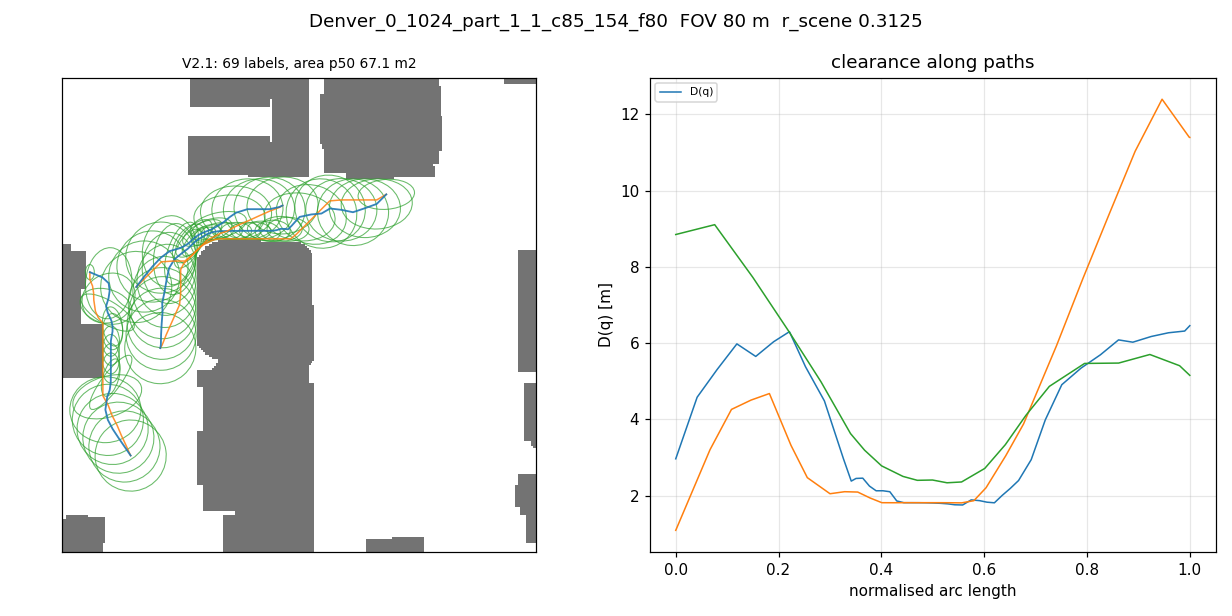 Denver_0_1024_part_1_1_c85_154_f80  FOV 80 m  r_scene 0.3125
V2.1: 69 labels, area p50 67.1 m2
clearance along paths
D(q)
12
10
8
6
4
2
D(q) [m]
0.0 0.2 0.4 0.6 0.8 1.0
normalised arc length